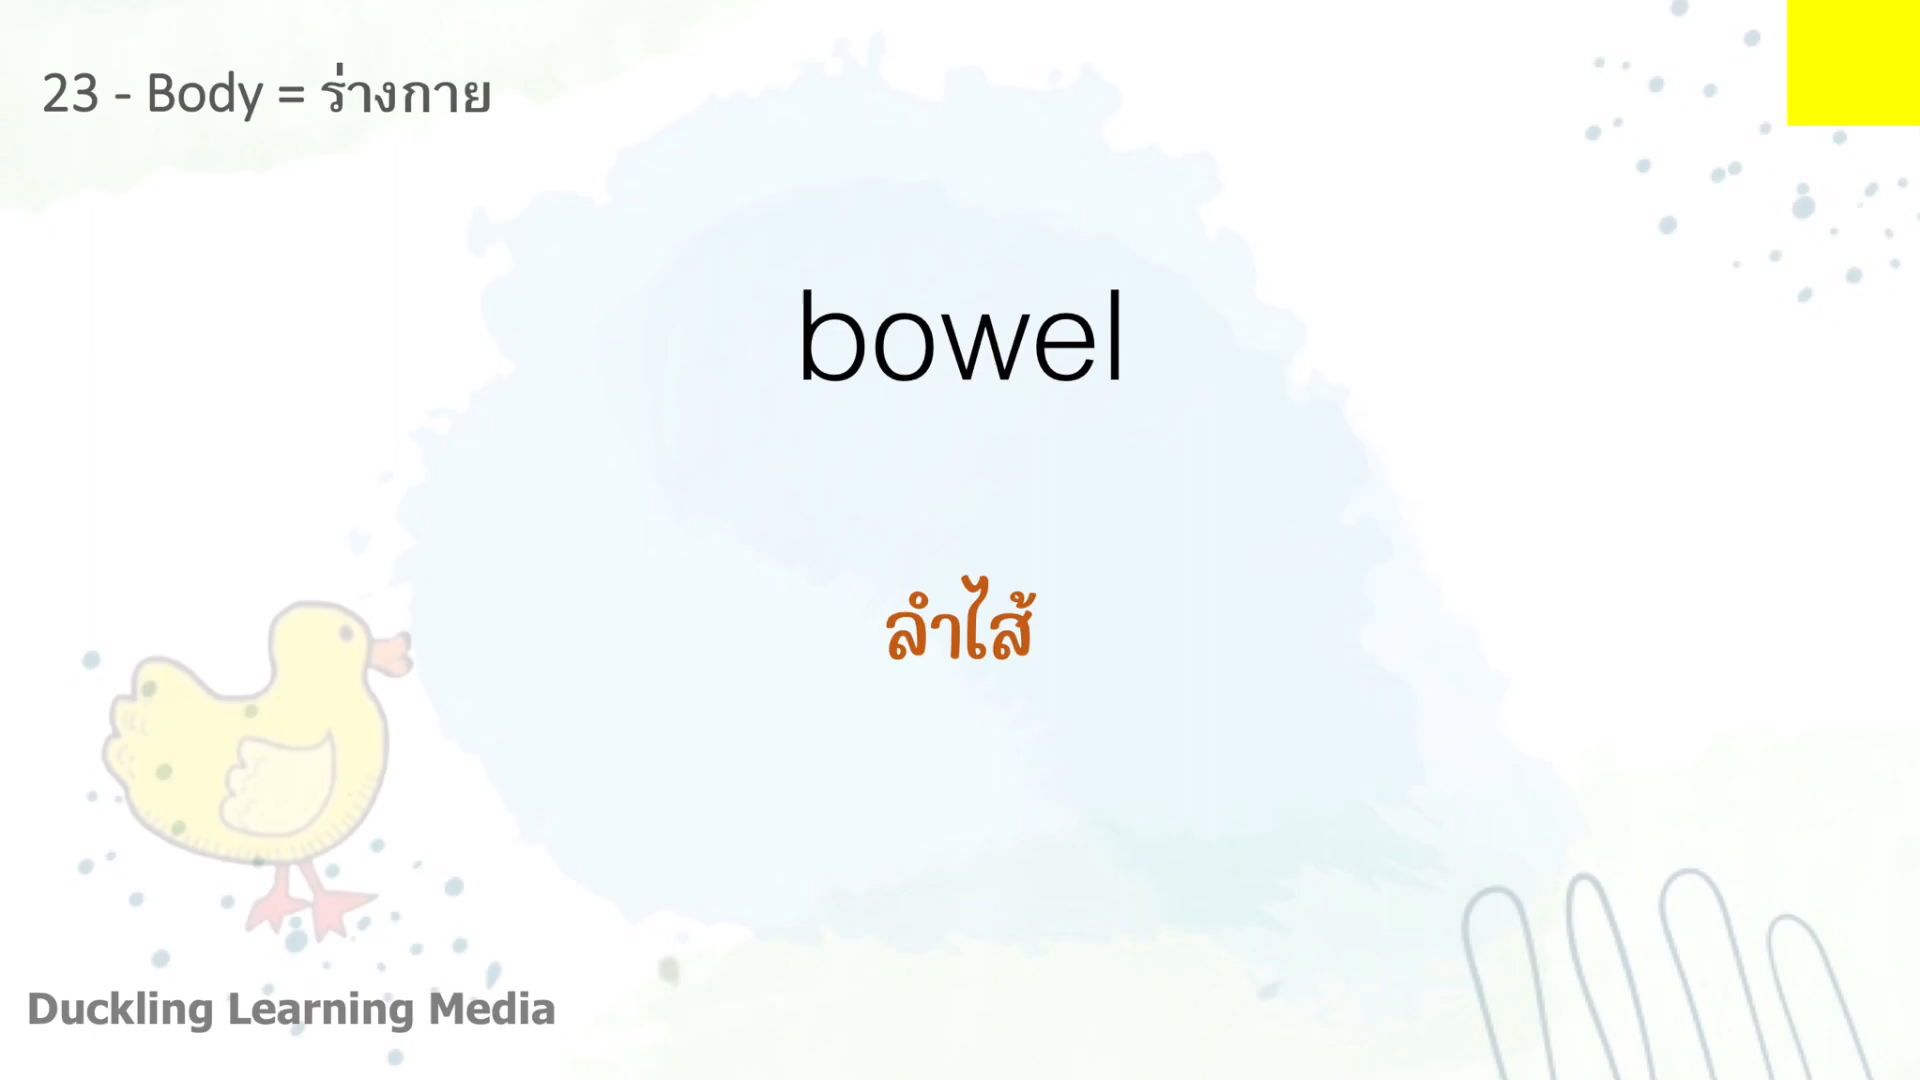 23 - Body = ร่างกาย
bowel
ลำไส้
Duckling Learning Media